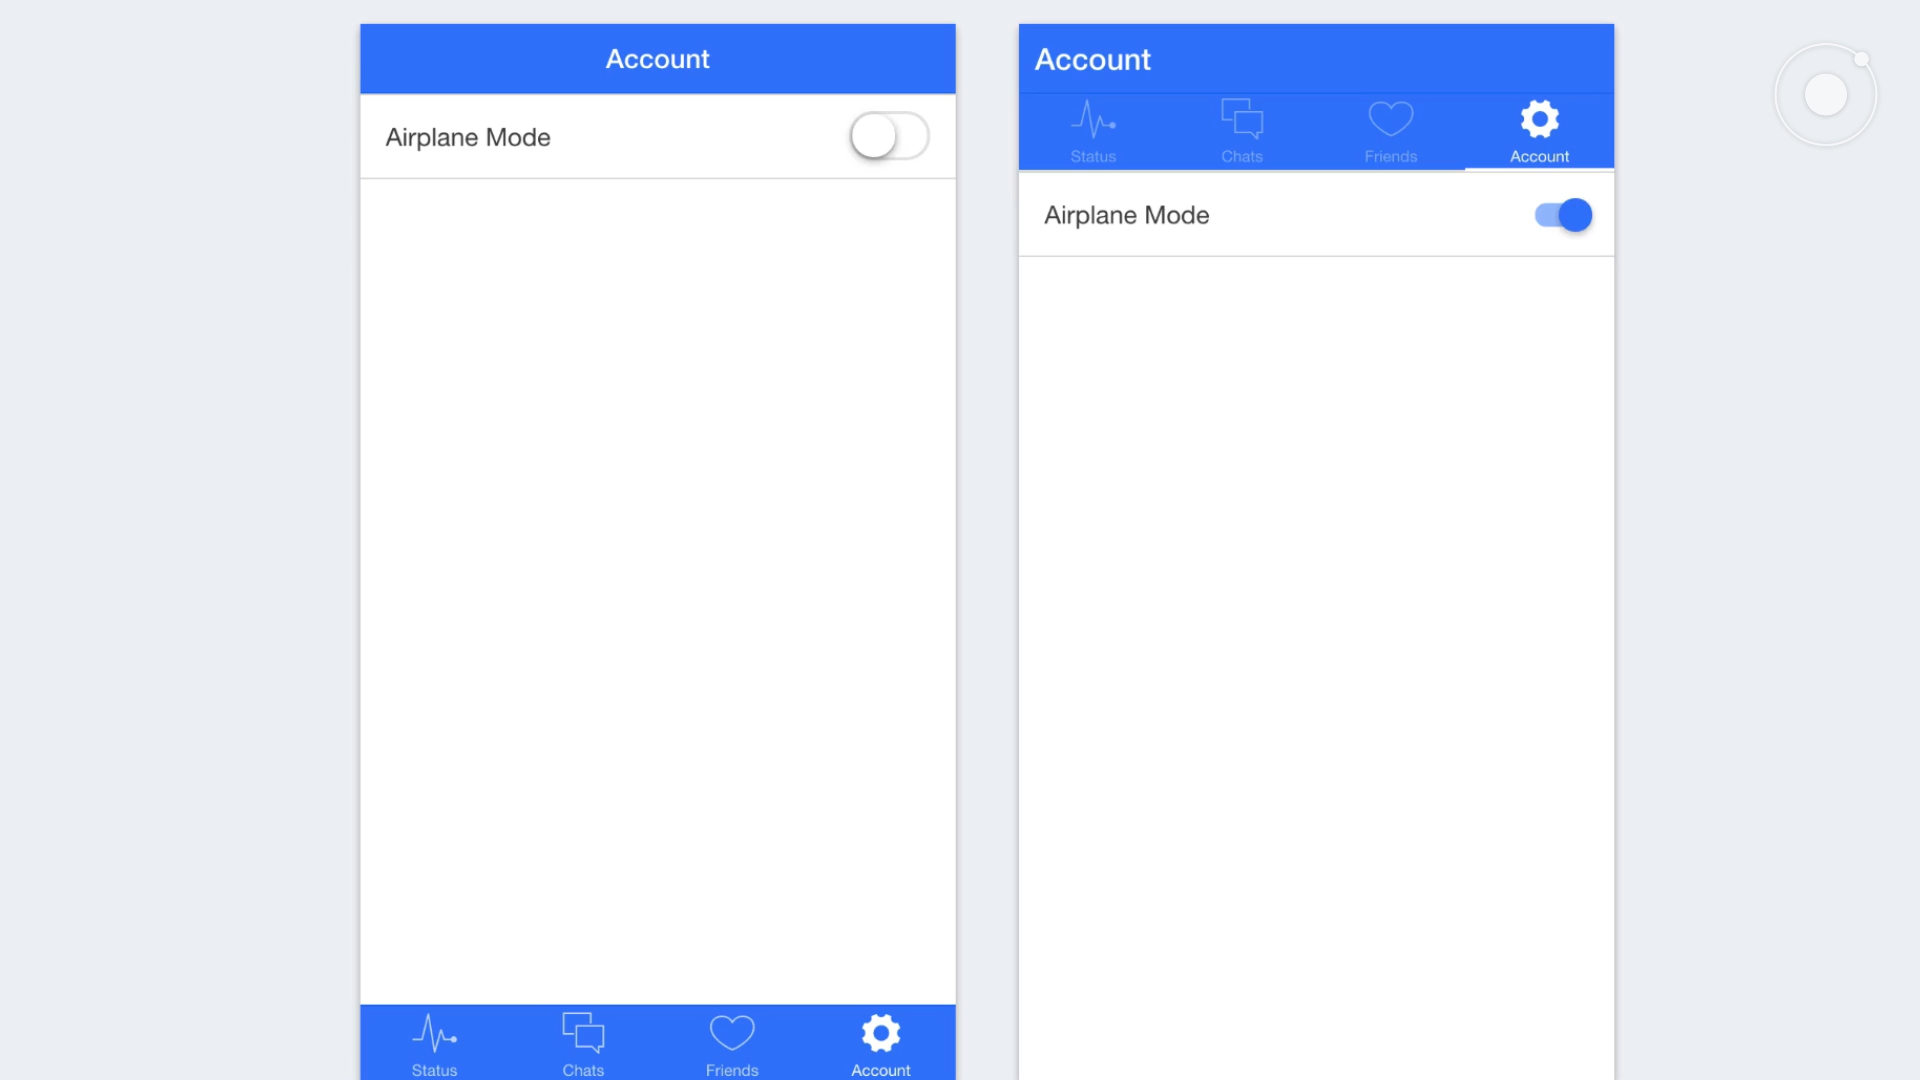 Account
Airplane Mode
Status Chats Friends Account
Account
Status Chats Friends Account
Airplane Mode